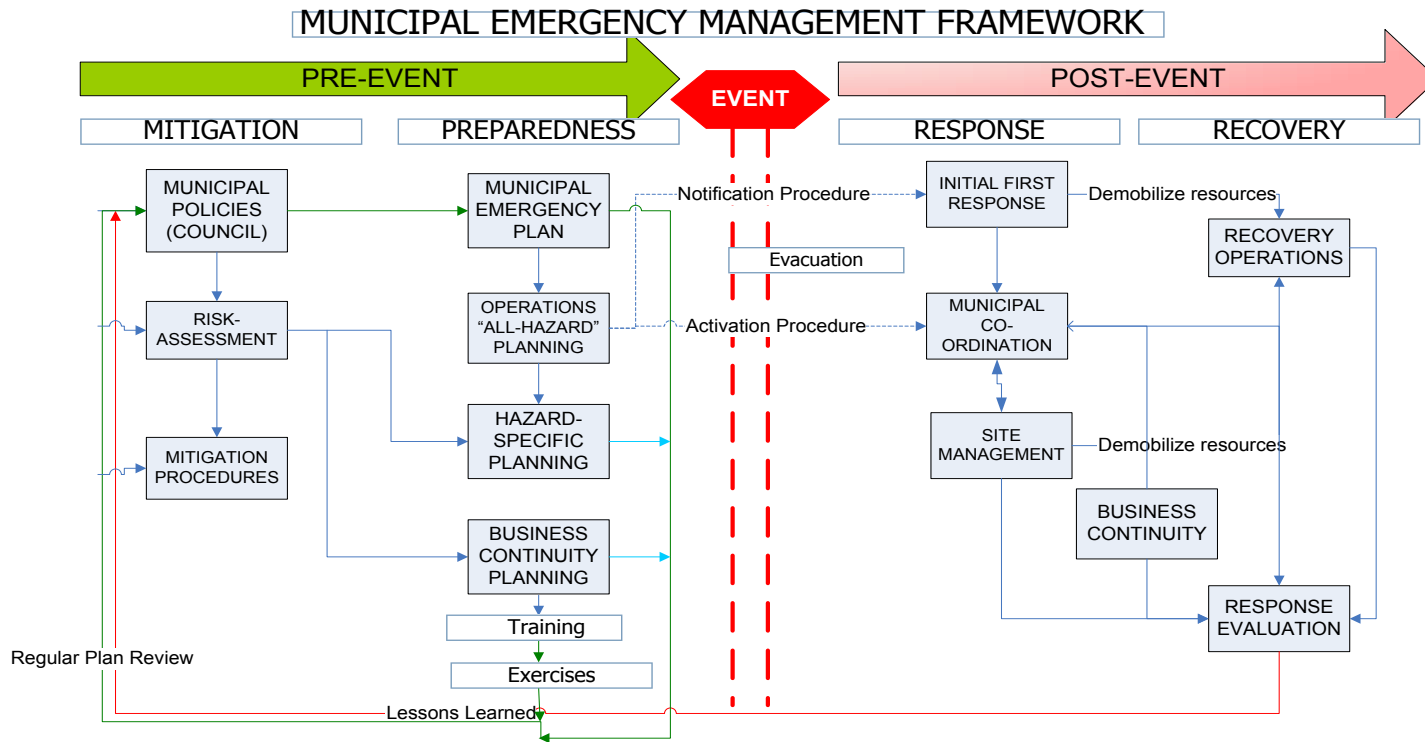 MUNICIPAL EMERGENCY MANAGEMENT FRAMEWORK
PRE-EVENT
EVENT
POST-EVENT
MITIGATION
PREPAREDNESS
RESPONSE
RECOVERY
MUNICIPAL
POLICIES
(COUNCIL)
MUNICIPAL
EMERGENCY
PLAN
Notification Procedure
INITIAL FIRST
RESPONSE
Demobilize resources
RECOVERY
OPERATIONS
Evacuation
RISK-
ASSESSMENT
OPERATIONS
“ALL-HAZARD”
PLANNING
Activation Procedure
MUNICIPAL
CO-
ORDINATION
MITIGATION
PROCEDURES
HAZARD-
SPECIFIC
PLANNING
SITE
MANAGEMENT
Demobilize resources
BUSINESS
CONTINUITY
PLANNING
BUSINESS
CONTINUITY
Training
RESPONSE
EVALUATION
Regular Plan Review
Exercises
Lessons Learned